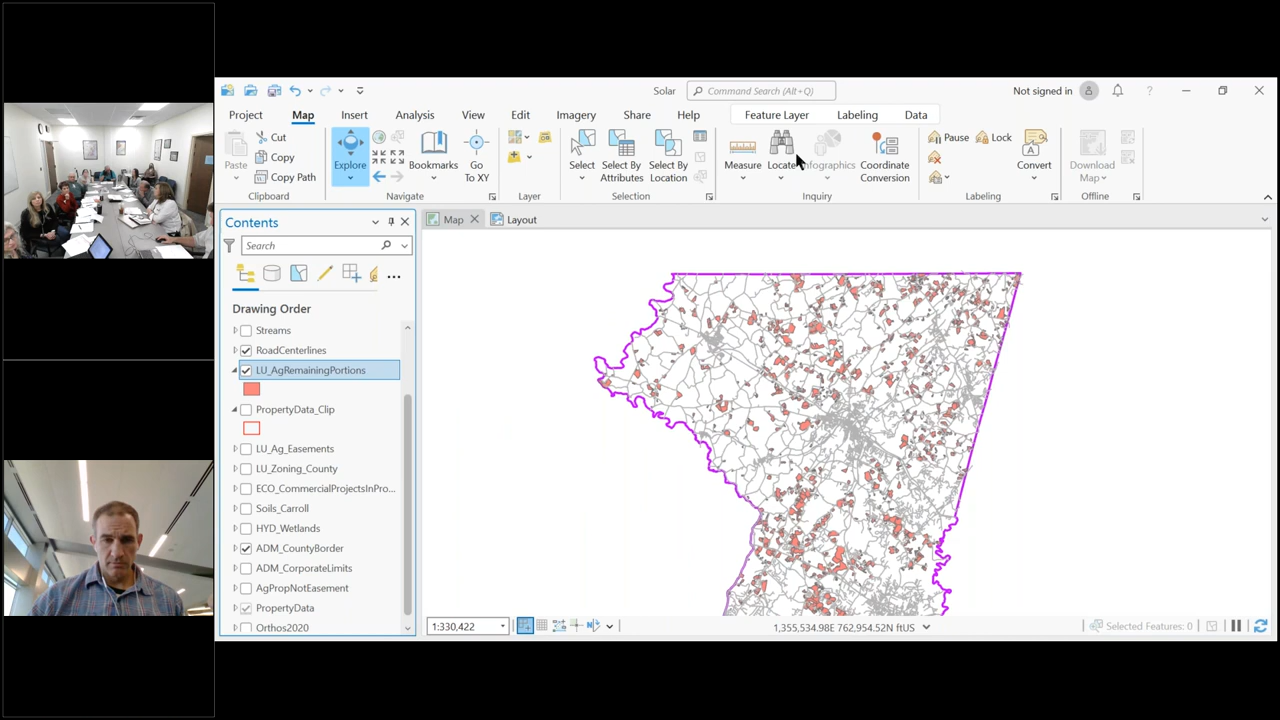 Solar
Command Search (Alt+Q)
Not signed in
Project
Map
Insert
Analysis
View
Edit
Imagery
Share
Help
Feature Layer
Labeling
Data
Paste
Cut
Copy
Copy Path
Clipboard
Explore
Bookmarks
Go To XY
Navigate
Layer
Select
Select By Attributes
Select By Location
Selection
Measure
Locate
Infographics
Coordinate Conversion
Inquiry
Pause
Lock
Convert
Labeling
Download Map
Offline
Contents
Search
Drawing Order
Streams
RoadCenterlines
LU_AgRemainingPortions
PropertyData_Clip
LU_Ag_Easements
LU_Zoning_County
ECO_CommercialProjectsInPro...
Soils_Carroll
HYD_Wetlands
ADM_CountyBorder
ADM_CorporateLimits
AgPropNotEasement
PropertyData
Orthos2020
Map
Layout
1:330,422
1,355,534.98E 762,954.52N ftUS
Selected Features: 0